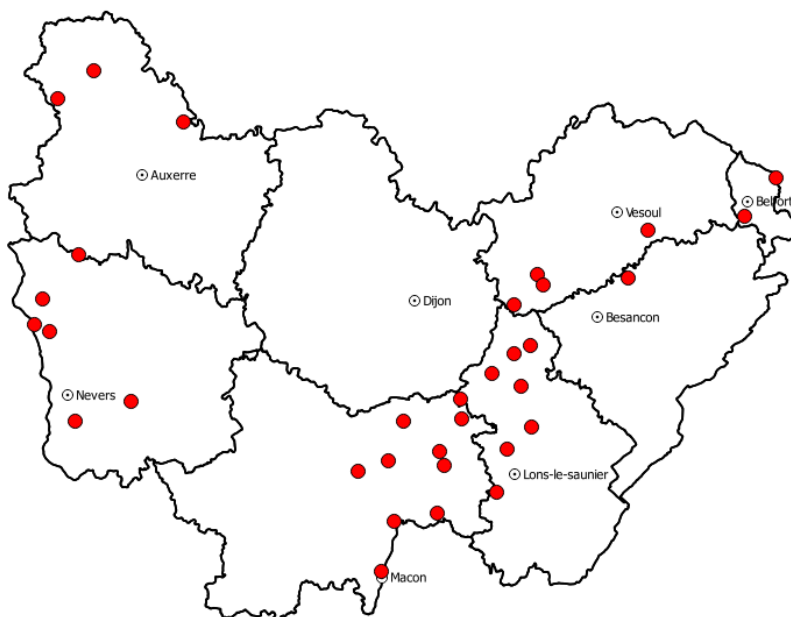 Auxerre
Vesoul
Belfort
Dijon
Besancon
Nevers
Lons-le-saunier
Macon